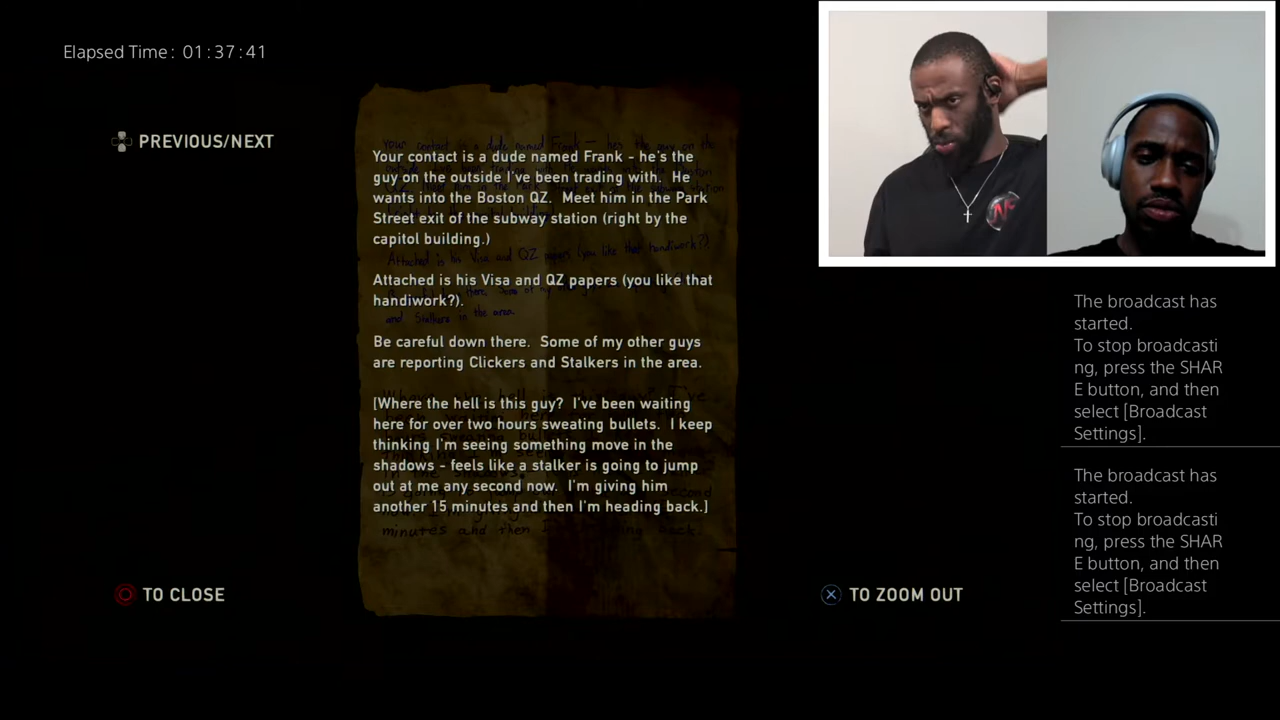 Elapsed Time: 01:37:41
PREVIOUS/NEXT
Your contact is a dude named Frank - he's the
guy on the outside I've been trading with. He
wants into the Boston QZ. Meet him in the Park
Street exit of the subway station (right by the
capitol building.)
Attached is his Visa and QZ papers (you like that
handiwork?).
Be careful down there. Some of my other guys
are reporting Clickers and Stalkers in the area.
[Where the hell is this guy? I've been waiting
here for over two hours sweating bullets. I keep
thinking I'm seeing something move in the
shadows - feels like a stalker is going to jump
out at me any second now. I'm giving him
another 15 minutes and then I'm heading back.]
TO CLOSE
TO ZOOM OUT
The broadcast has
started.
To stop broadcasti
ng, press the SHAR
E button, and then
select [Broadcast
Settings].
The broadcast has
started.
To stop broadcasti
ng, press the SHAR
E button, and then
select [Broadcast
Settings].